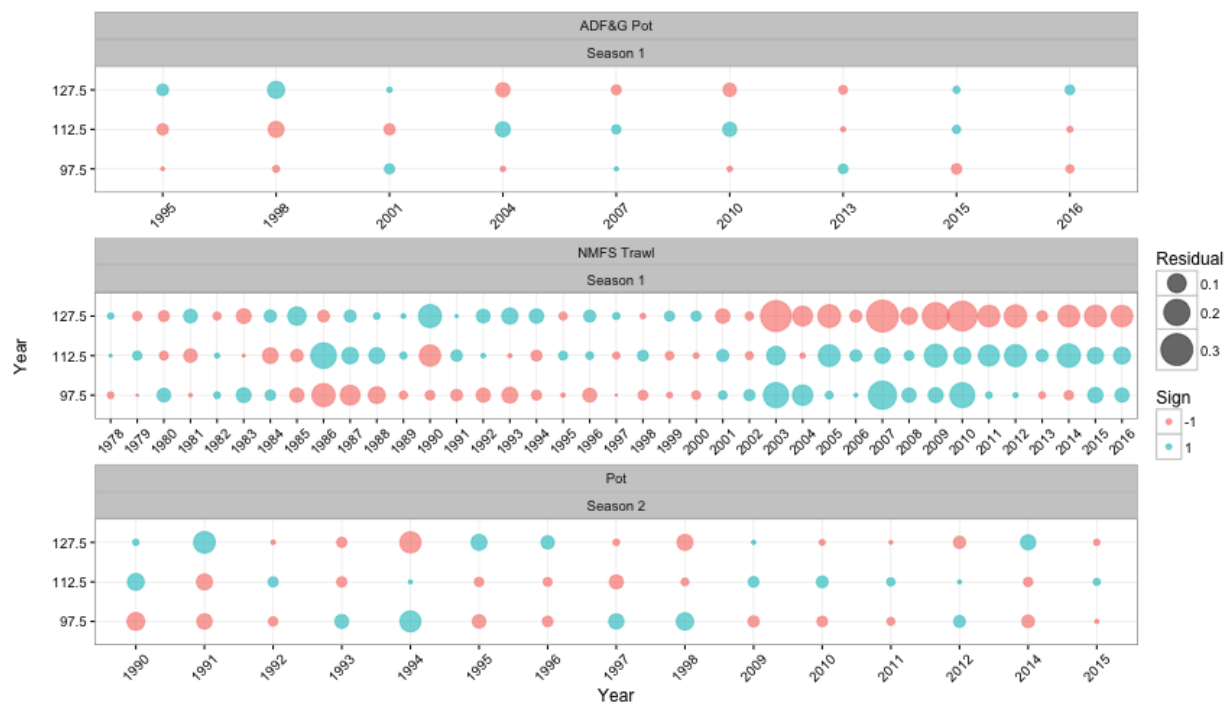 ADF&G Pot
Season 1
127.5
112.5
97.5
1995 1998 2001 2004 2007 2010 2013 2015 2016
NMFS Trawl
Season 1
127.5
112.5
97.5
1978 1979 1980 1981 1982 1983 1984 1985 1986 1987 1988 1989 1990 1991 1992 1993 1994 1995 1996 1997 1998 1999 2000 2001 2002 2003 2004 2005 2006 2007 2008 2009 2010 2011 2012 2013 2014 2015 2016
Pot
Season 2
127.5
112.5
97.5
1990 1991 1992 1993 1994 1995 1996 1997 1998 2009 2010 2011 2012 2014 2015
Year
Year
Residual
0.1
0.2
0.3
Sign
-1
1